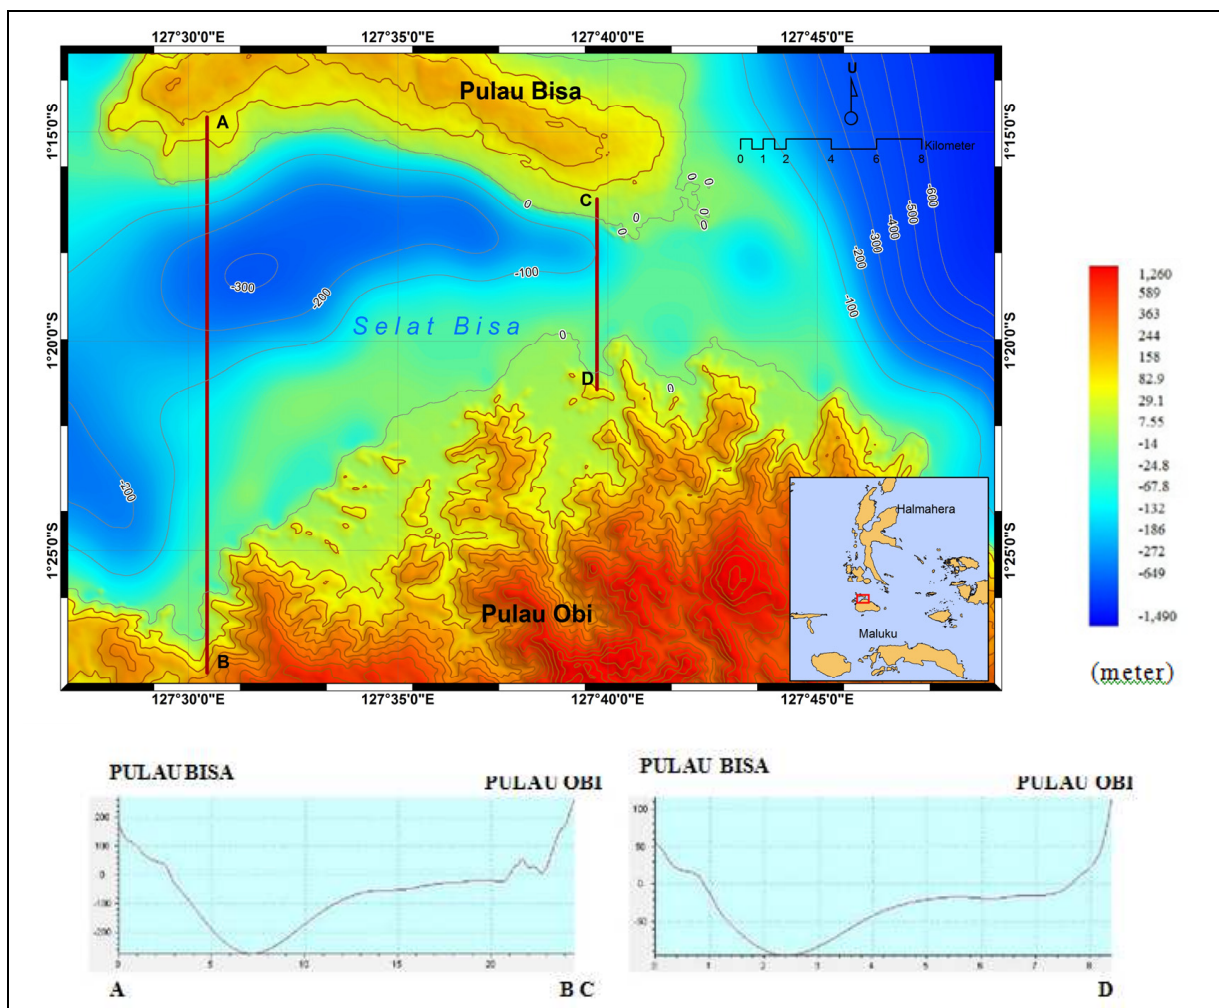 127°30'0"E 127°35'0"E 127°40'0"E 127°45'0"E
1°15'0"S
1°20'0"S
1°25'0"S
1°15'0"S
1°20'0"S
1°25'0"S
Pulau Bisa
U
0 1 2 4 6 8 Kilometer
A
C
0
0
0
0
0
0
0
-100
-200
-300
Selat Bisa
0
D
0
-200
-100
-200
-300
-400
-500
-600
Pulau Obi
B
Halmahera
Maluku
127°30'0"E 127°35'0"E 127°40'0"E 127°45'0"E
1,260
589
363
244
158
82.9
29.1
7.55
-14
-24.8
-67.8
-132
-186
-272
-649
-1,490
(meter)
PULAU BISA
PULAU OBI
200
100
0
-100
-200
0 5 10 15 20
A
B
PULAU BISA
PULAU OBI
100
50
0
-50
0 1 2 3 4 5 6 7 8
C
D